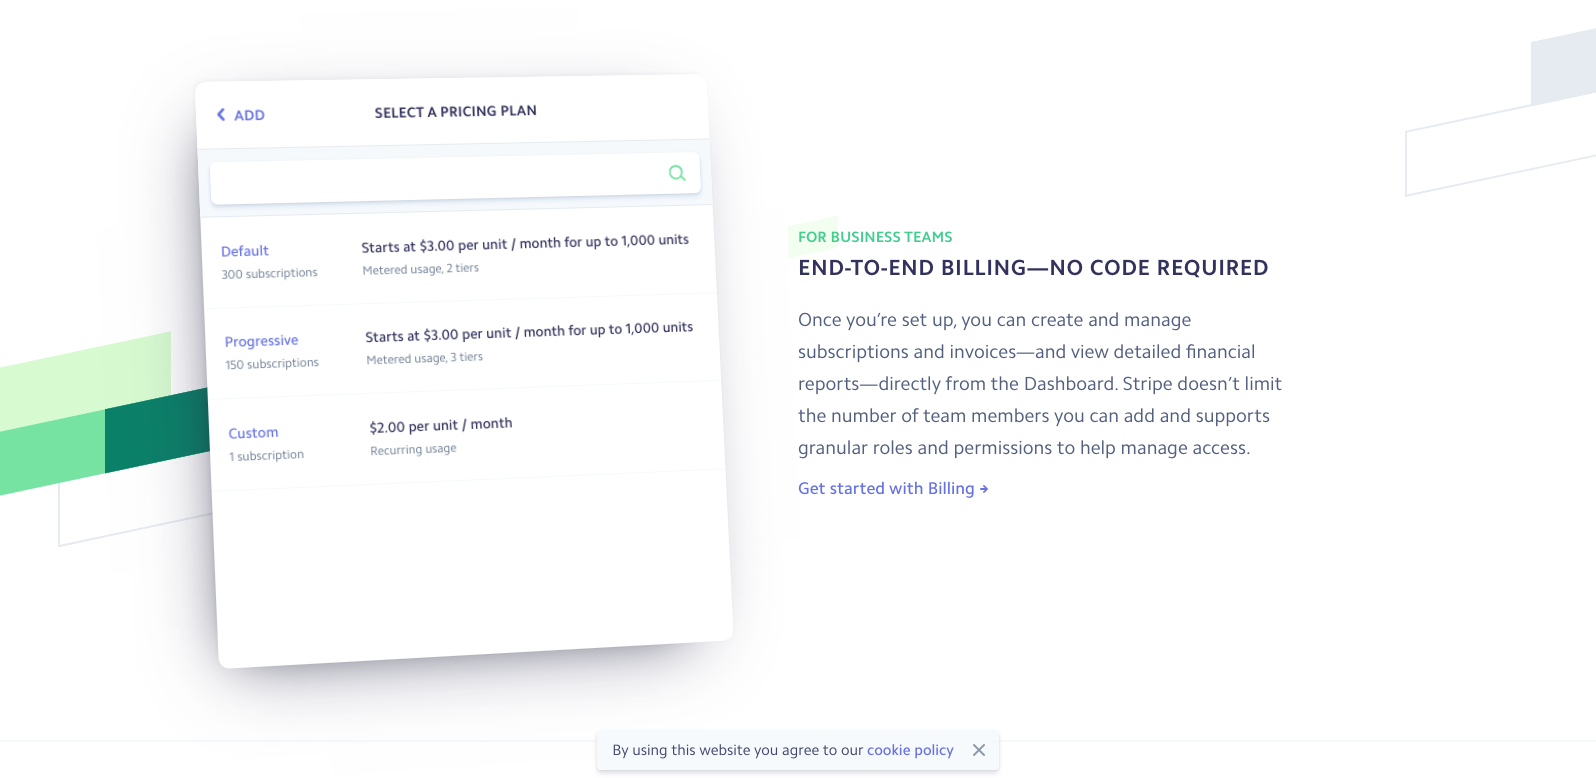 ADD
SELECT A PRICING PLAN
Default
Starts at $3.00 per unit / month for up to 1,000 units
300 subscriptions
Metered usage, 2 tiers
Progressive
Starts at $3.00 per unit / month for up to 1,000 units
150 subscriptions
Metered usage, 3 tiers
Custom
$2.00 per unit / month
1 subscription
Recurring usage
FOR BUSINESS TEAMS
END-TO-END BILLING—NO CODE REQUIRED
Once you’re set up, you can create and manage
subscriptions and invoices—and view detailed financial
reports—directly from the Dashboard. Stripe doesn’t limit
the number of team members you can add and supports
granular roles and permissions to help manage access.
Get started with Billing →
By using this website you agree to our cookie policy